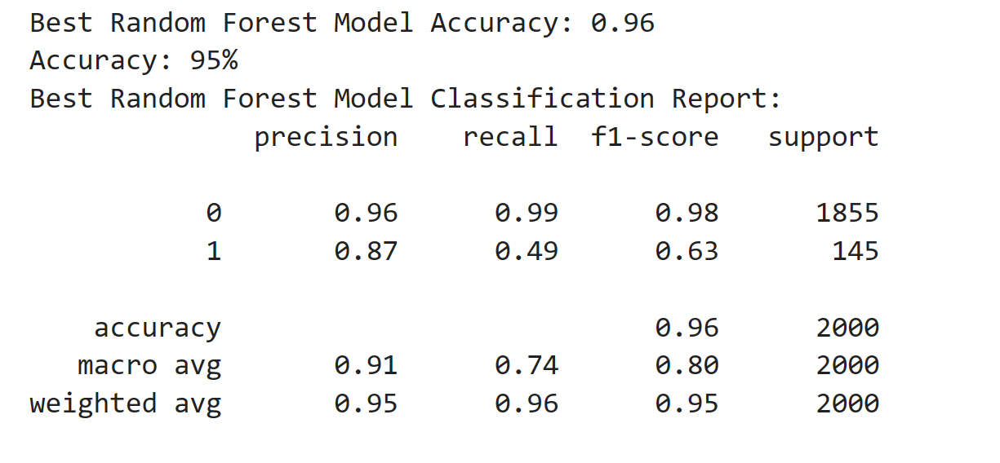 Best Random Forest Model Accuracy: 0.96
Accuracy: 95%
Best Random Forest Model Classification Report:
precision recall f1-score support
0 0.96 0.99 0.98 1855
1 0.87 0.49 0.63 145
accuracy 0.96 2000
macro avg 0.91 0.74 0.80 2000
weighted avg 0.95 0.96 0.95 2000